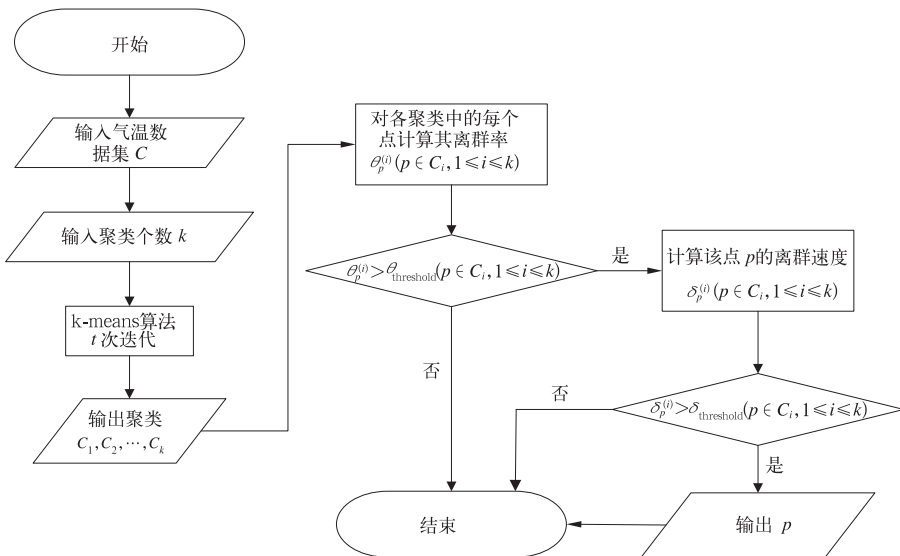 开始
输入气温数
据集 C
输入聚类个数 k
k-means算法
t 次迭代
输出聚类
C₁,C₂,⋯,Cₖ
对各聚类中的每个
点计算其离群率
θₚ⁽ⁱ⁾(p∈Cᵢ,1≤i≤k)
θₚ⁽ⁱ⁾>θ_threshold(p∈Cᵢ,1≤i≤k)
是
否
计算该点 p的离群速度
δₚ⁽ⁱ⁾(p∈Cᵢ,1≤i≤k)
δₚ⁽ⁱ⁾>δ_threshold(p∈Cᵢ,1≤i≤k)
否
是
输出 p
结束